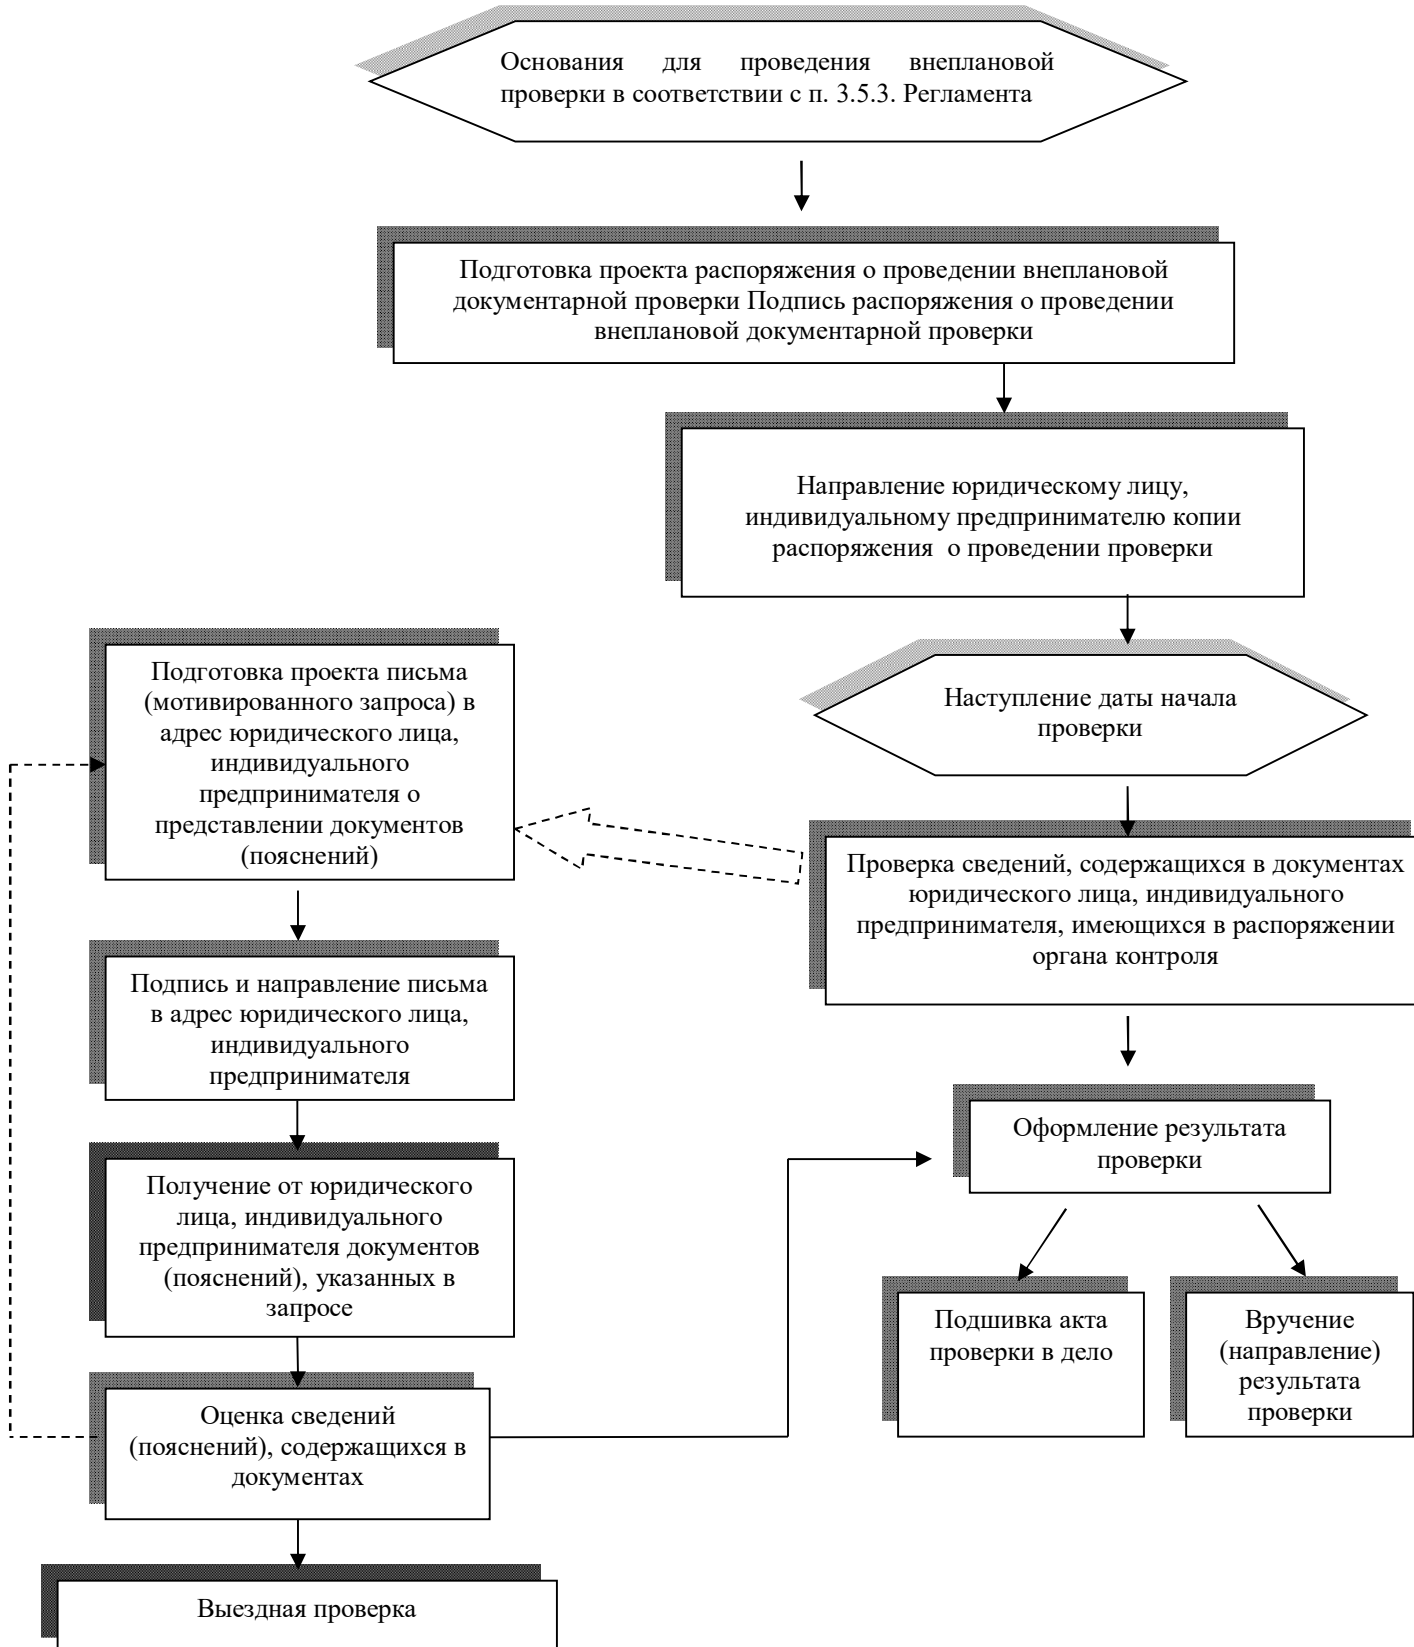 Основания для проведения внеплановой
проверки в соответствии с п. 3.5.3. Регламента
Подготовка проекта распоряжения о проведении внеплановой
документарной проверки Подпись распоряжения о проведении
внеплановой документарной проверки
Направление юридическому лицу,
индивидуальному предпринимателю копии
распоряжения о проведении проверки
Наступление даты начала
проверки
Проверка сведений, содержащихся в документах
юридического лица, индивидуального
предпринимателя, имеющихся в распоряжении
органа контроля
Подготовка проекта письма
(мотивированного запроса) в
адрес юридического лица,
индивидуального
предпринимателя о
представлении документов
(пояснений)
Подпись и направление письма
в адрес юридического лица,
индивидуального
предпринимателя
Получение от юридического
лица, индивидуального
предпринимателя документов
(пояснений), указанных в
запросе
Оценка сведений
(пояснений), содержащихся в
документах
Выездная проверка
Оформление результата
проверки
Подшивка акта
проверки в дело
Вручение
(направление)
результата
проверки